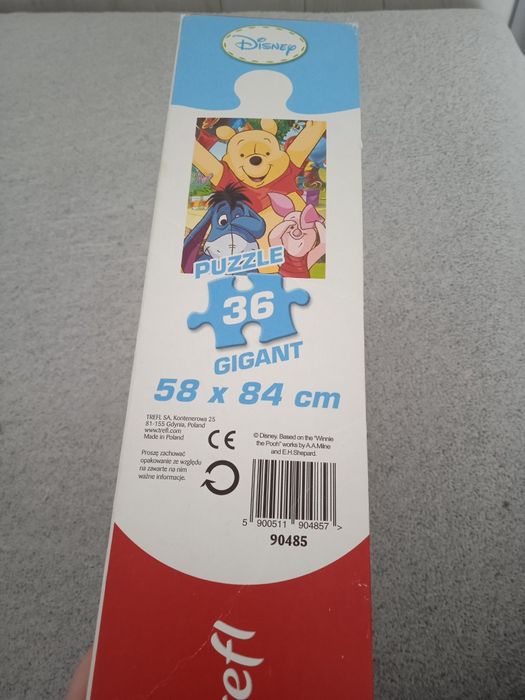 Disney
PUZZLE
36
GIGANT
58 x 84 cm
TREFL SA, Kontenerowa 25
81-155 Gdynia, Poland
www.trefl.com
Made in Poland
CE
Proszę zachować
opakowanie ze względu
na zawarte na nim
ważne informacje.
© Disney. Based on the "Winnie
the Pooh" works by A.A.Milne
and E.H.Shepard.
5 900511 904857 >
90485
refl